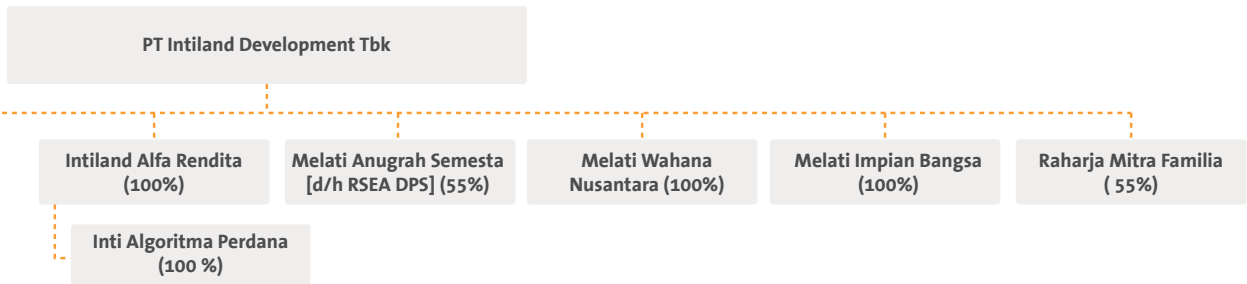 PT Intiland Development Tbk
Intiland Alfa Rendita
(100%)
Melati Anugrah Semesta
[d/h RSEA DPS] (55%)
Melati Wahana
Nusantara (100%)
Melati Impian Bangsa
(100%)
Raharja Mitra Familia
( 55%)
Inti Algoritma Perdana
(100 %)